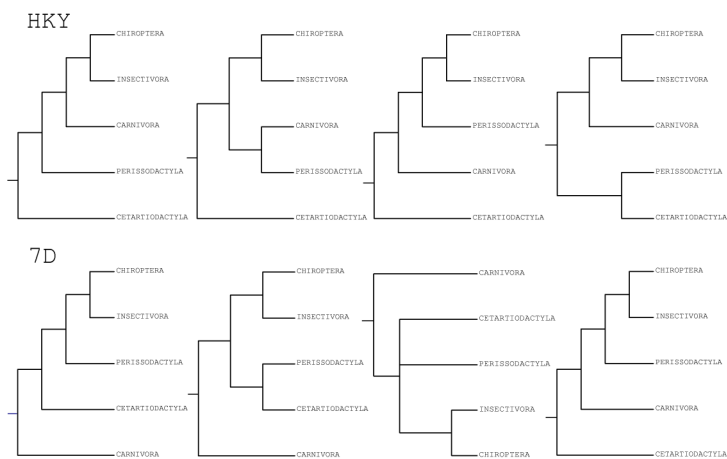 HKY
CHIROPTERA CHIROPTERA CHIROPTERA CHIROPTERA
INSECTIVORA INSECTIVORA INSECTIVORA INSECTIVORA
CARNIVORA CARNIVORA PERISSODACTYLA CARNIVORA
PERISSODACTYLA PERISSODACTYLA CARNIVORA PERISSODACTYLA
CETARTIODACTYLA CETARTIODACTYLA CETARTIODACTYLA CETARTIODACTYLA
7D
CHIROPTERA CHIROPTERA CARNIVORA CHIROPTERA
INSECTIVORA INSECTIVORA CETARTIODACTYLA INSECTIVORA
PERISSODACTYLA PERISSODACTYLA PERISSODACTYLA PERISSODACTYLA
CETARTIODACTYLA CETARTIODACTYLA INSECTIVORA CARNIVORA
CARNIVORA CARNIVORA CHIROPTERA CETARTIODACTYLA